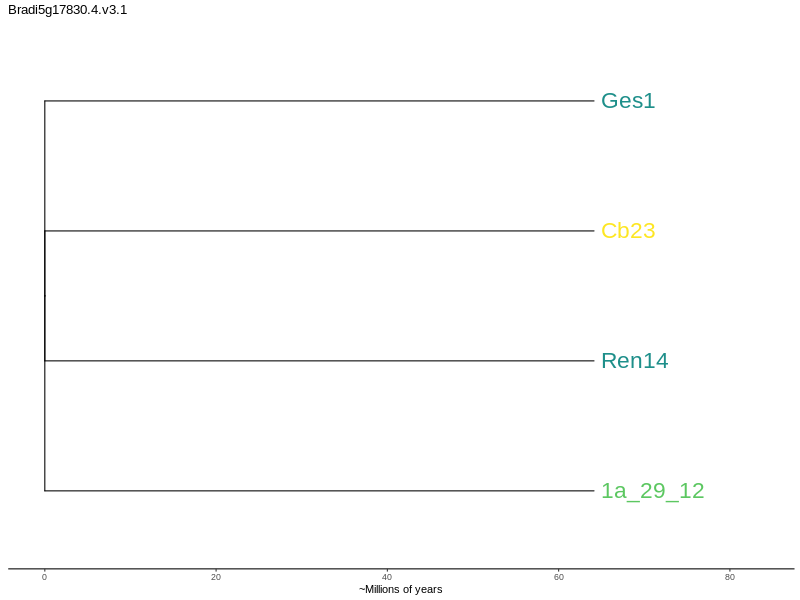 Bradi5g17830.4.v3.1
Ges1
Cb23
Ren14
1a_29_12
0 20 40 60 80
~Millions of years